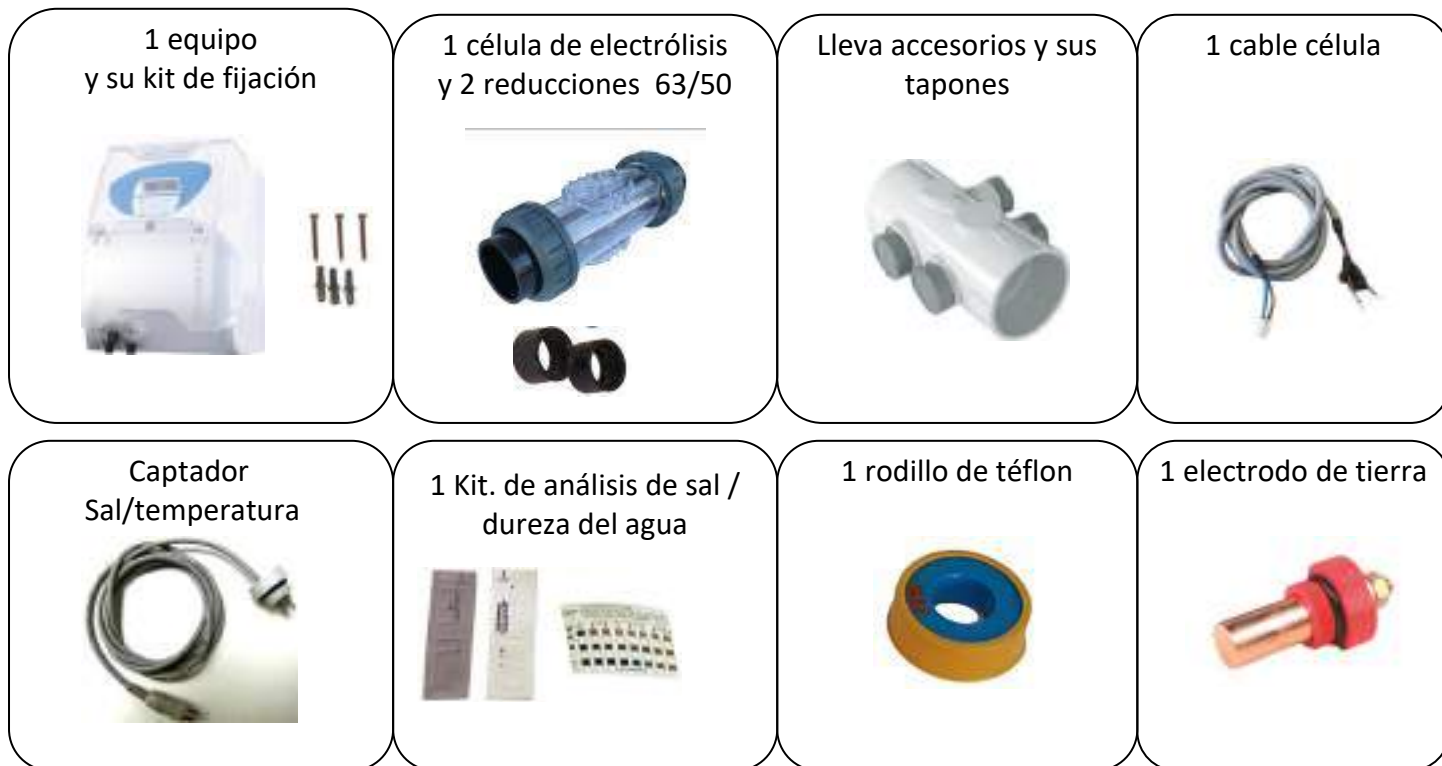 1 equipo
y su kit de fijación
1 célula de electrólisis
y 2 reducciones 63/50
Lleva accesorios y sus
tapones
1 cable célula
Captador
Sal/temperatura
1 Kit. de análisis de sal /
dureza del agua
1 rodillo de téflon
1 electrodo de tierra